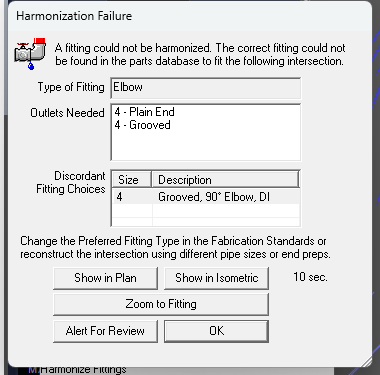 Harmonization Failure
A fitting could not be harmonized. The correct fitting could not
be found in the parts database to fit the following intersection.
Type of Fitting Elbow
Outlets Needed 4 - Plain End
4 - Grooved
Discordant Size Description
Fitting Choices 4 Grooved, 90° Elbow, DI
Change the Preferred Fitting Type in the Fabrication Standards or
reconstruct the intersection using different pipe sizes or end preps.
Show in Plan Show in Isometric 10 sec.
Zoom to Fitting
Alert For Review OK
Harmonize Fittings